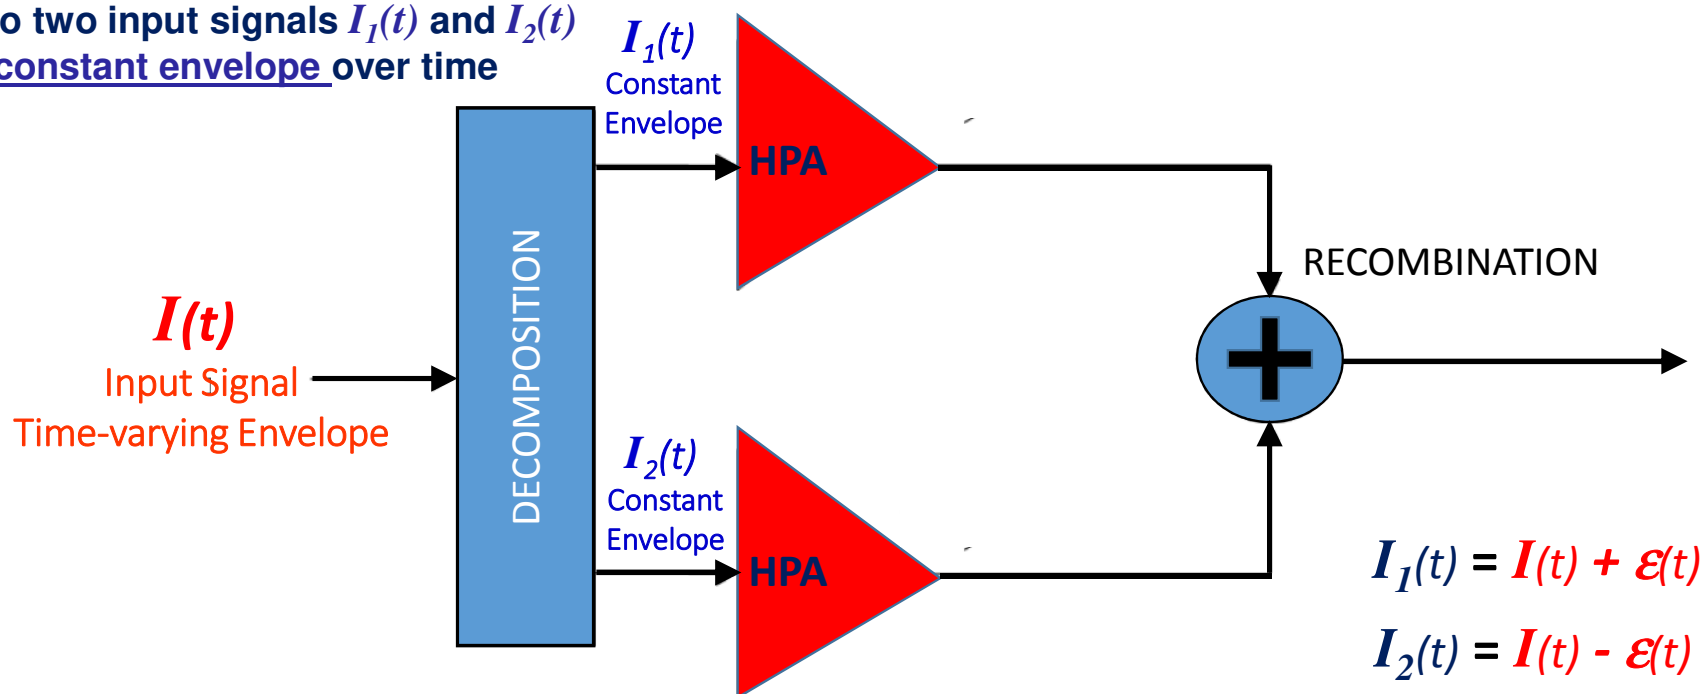 o two input signals I₁(t) and I₂(t)
constant envelope over time
I₁(t)
Constant
Envelope
HPA
DECOMPOSITION
RECOMBINATION
I(t)
Input Signal
Time-varying Envelope
I₂(t)
Constant
Envelope
HPA
I₁(t) = I(t) + ε(t)
I₂(t) = I(t) - ε(t)